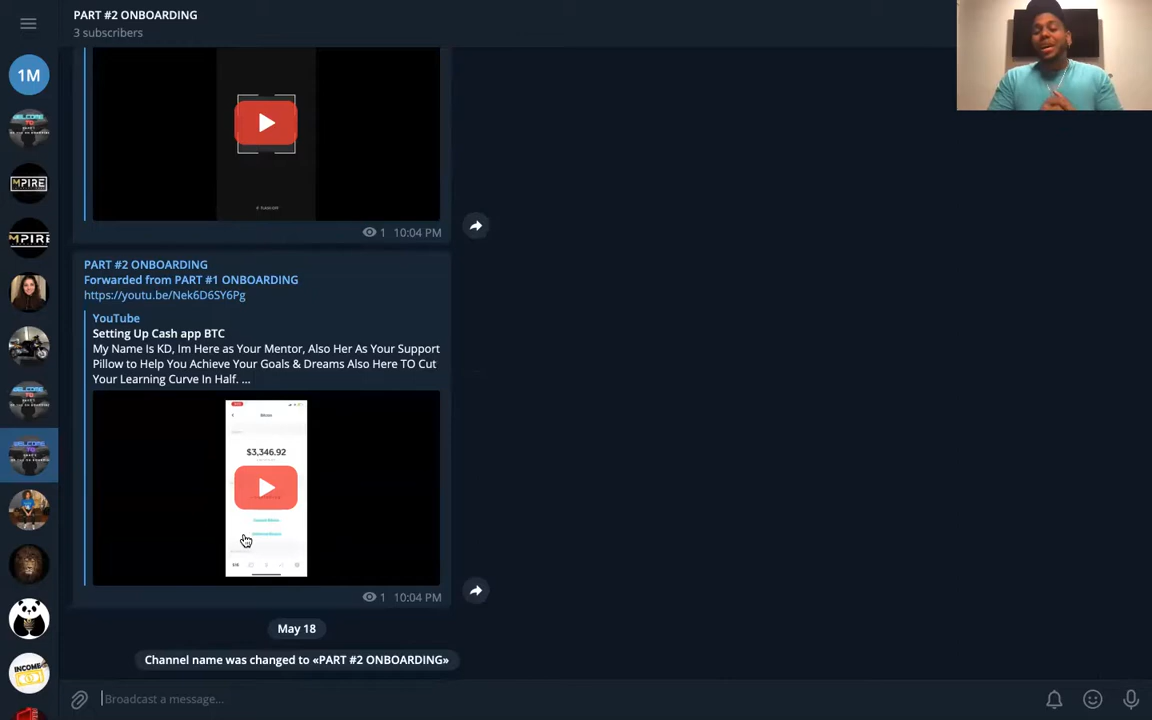 PART #2 ONBOARDING
3 subscribers
1M
MPIRE
MPIRE
1 10:04 PM
PART #2 ONBOARDING
Forwarded from PART #1 ONBOARDING
https://youtu.be/Nek6D6SY6Pg
YouTube
Setting Up Cash app BTC
My Name Is KD, Im Here as Your Mentor, Also Her As Your Support
Pillow to Help You Achieve Your Goals & Dreams Also Here TO Cut
Your Learning Curve In Half. ...
$3,346.92
1 10:04 PM
May 18
Channel name was changed to «PART #2 ONBOARDING»
INCOME
Broadcast a message...